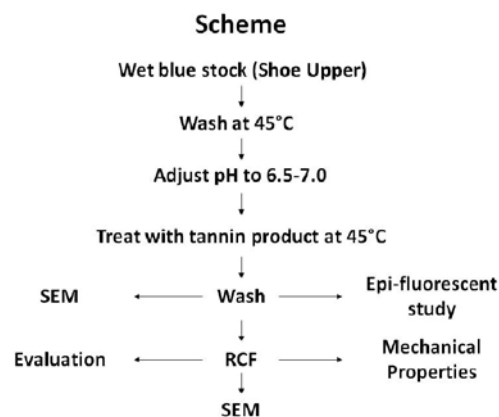 Scheme
Wet blue stock (Shoe Upper)
Wash at 45°C
Adjust pH to 6.5-7.0
Treat with tannin product at 45°C
SEM
Wash
Epi-fluorescent
study
Evaluation
RCF
Mechanical
Properties
SEM